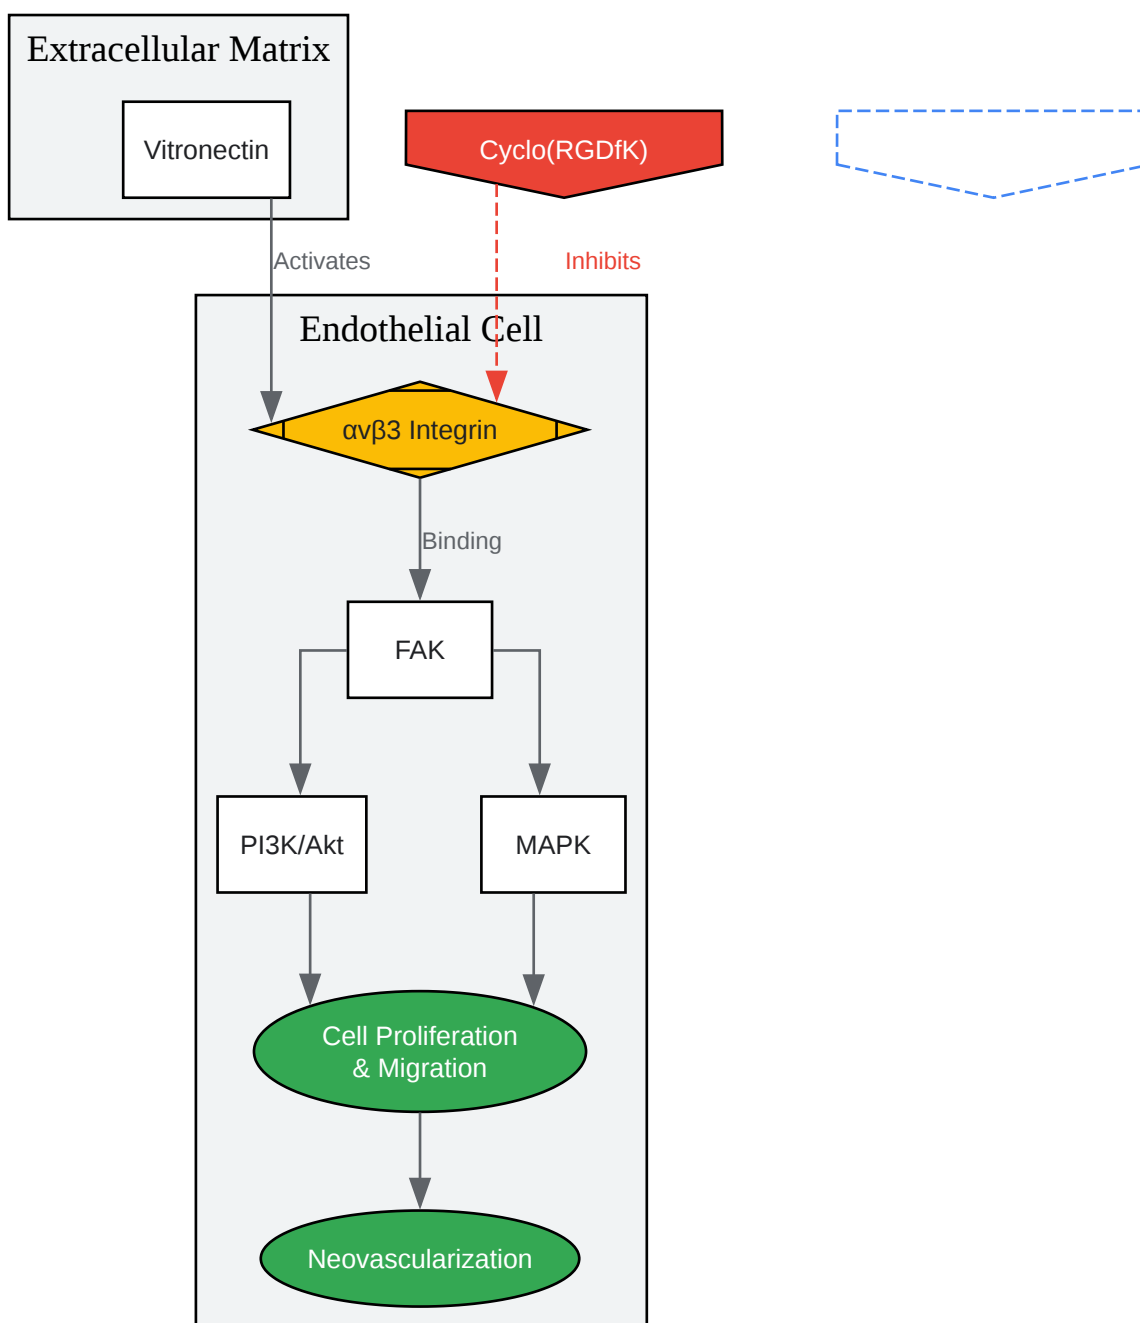 Extracellular Matrix
Vitronectin
Cyclo(RGDfK)
Activates
Inhibits
Endothelial Cell
αvβ3 Integrin
Binding
FAK
PI3K/Akt
MAPK
Cell Proliferation
& Migration
Neovascularization